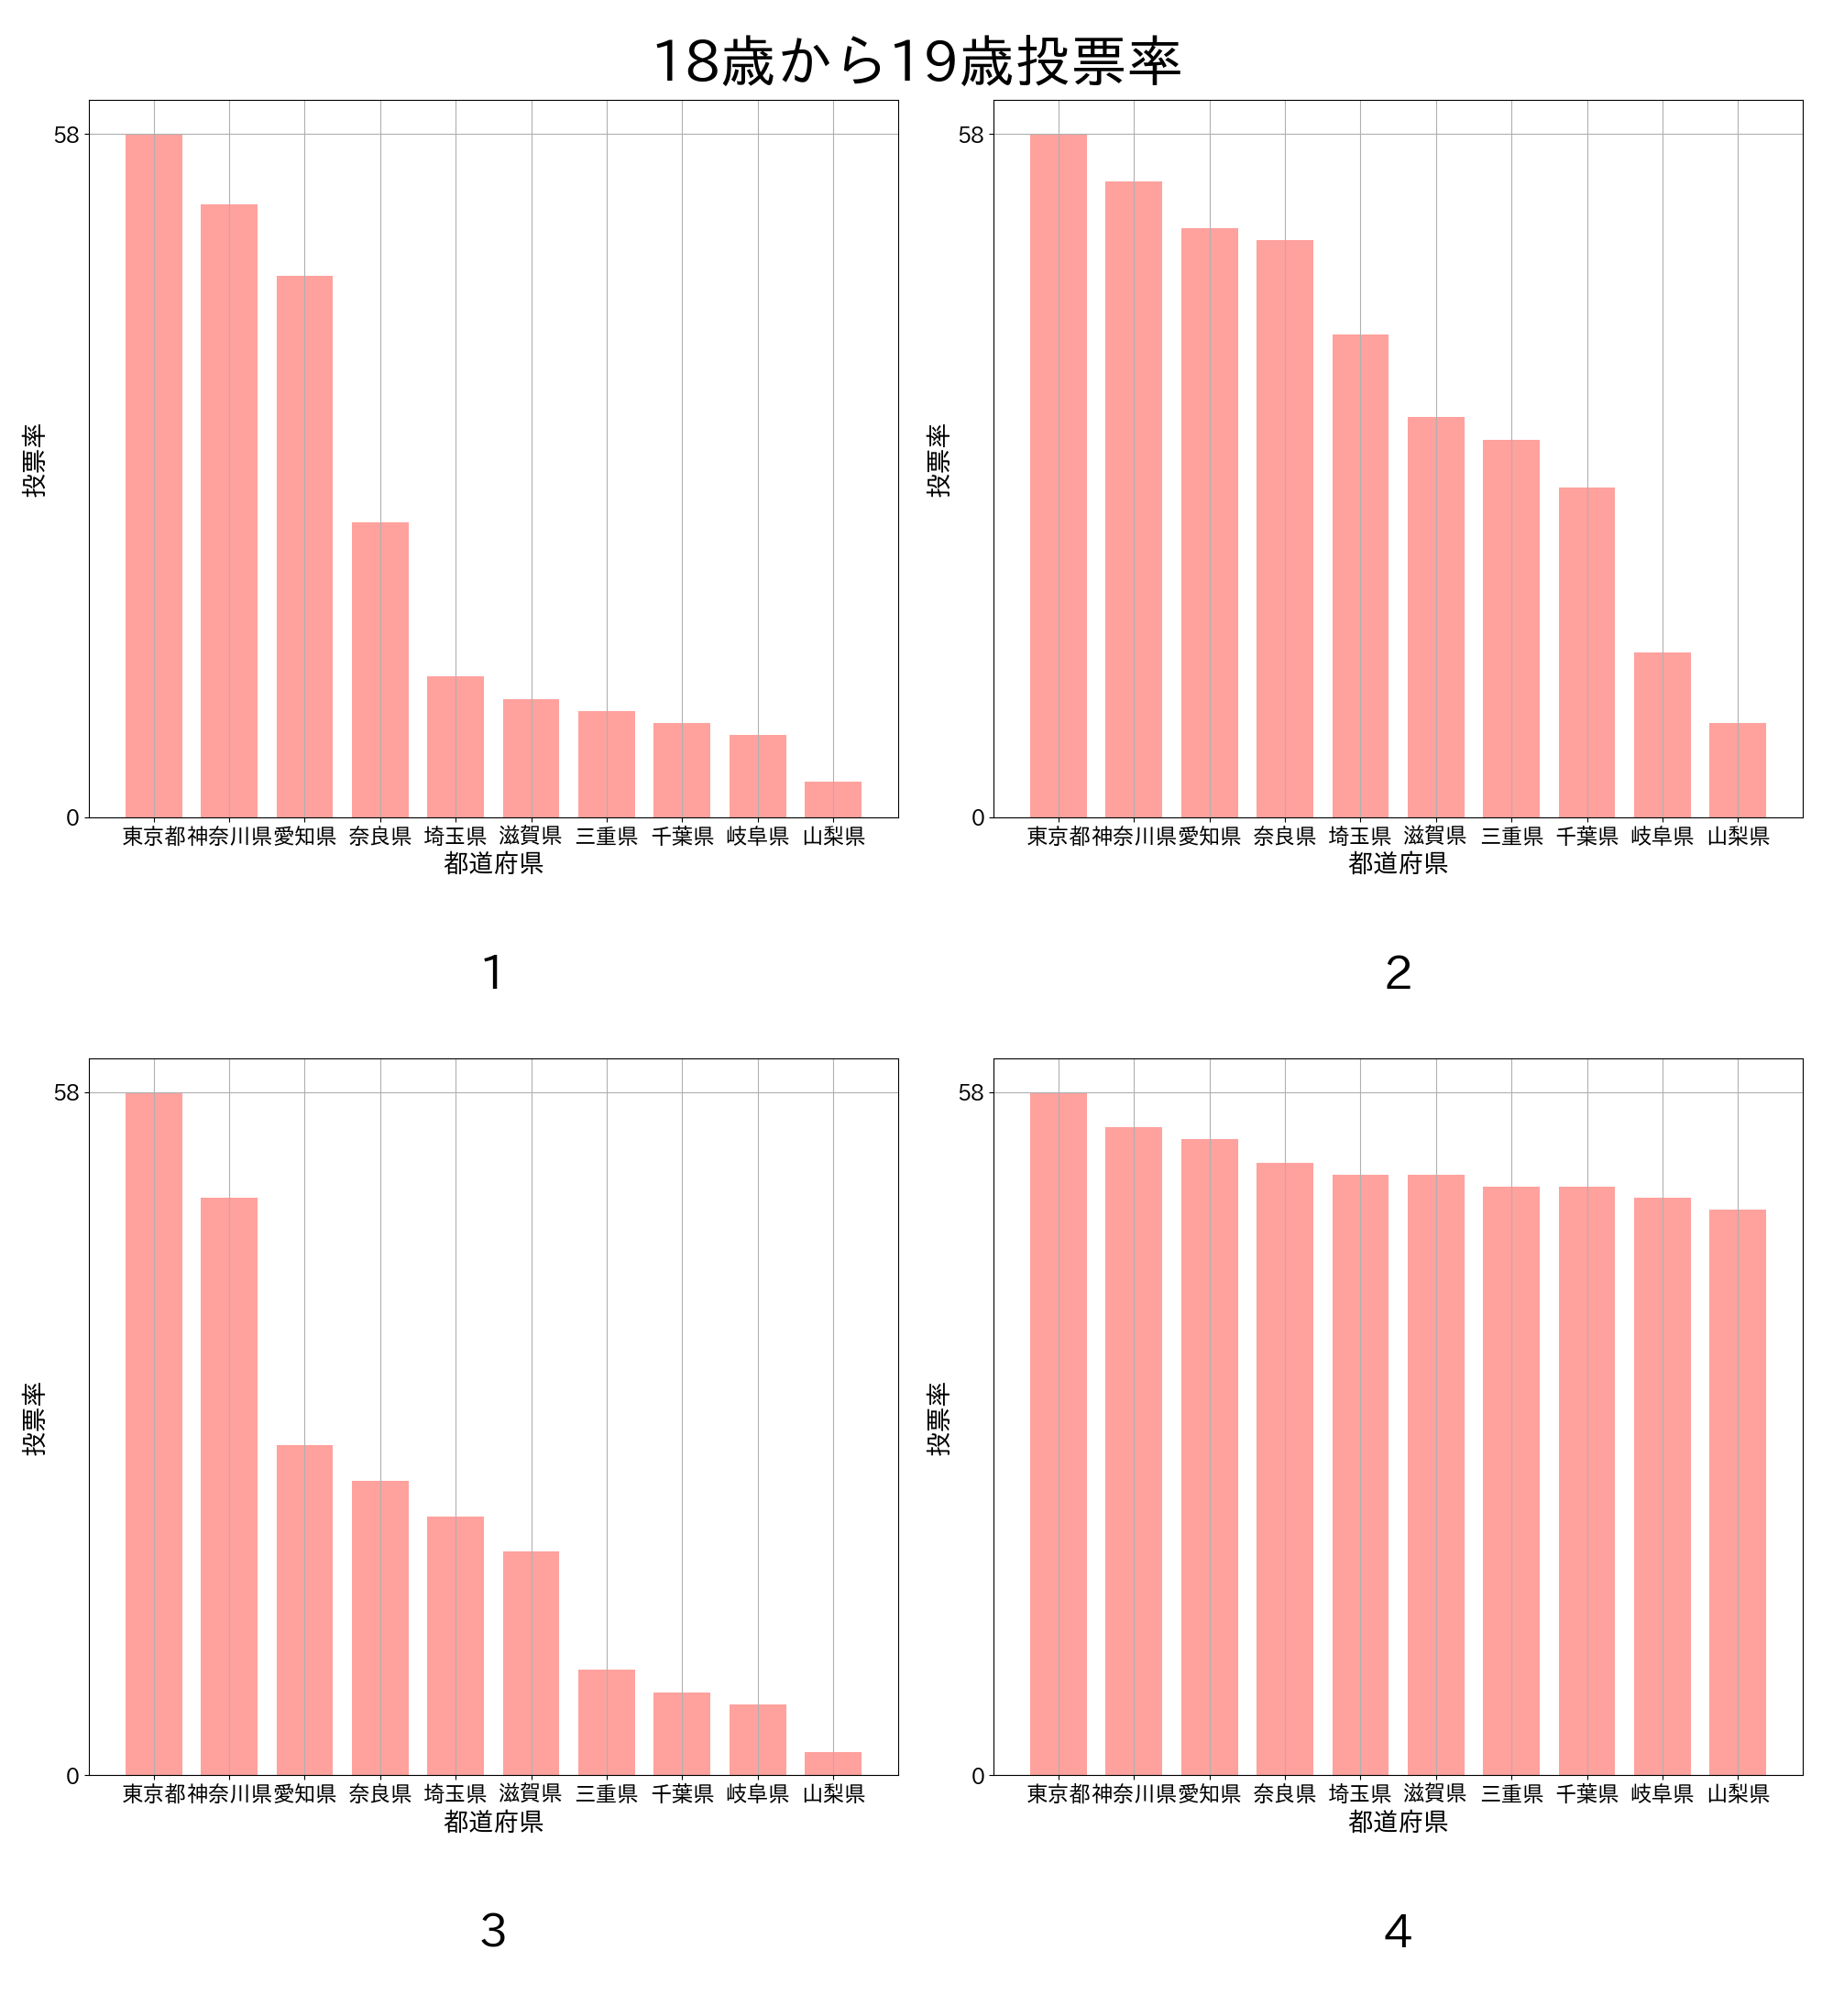 18歳から19歳投票率
58
0
投票率
東京都 神奈川県 愛知県 奈良県 埼玉県 滋賀県 三重県 千葉県 岐阜県 山梨県
都道府県
1
58
0
投票率
東京都 神奈川県 愛知県 奈良県 埼玉県 滋賀県 三重県 千葉県 岐阜県 山梨県
都道府県
2
58
0
投票率
東京都 神奈川県 愛知県 奈良県 埼玉県 滋賀県 三重県 千葉県 岐阜県 山梨県
都道府県
3
58
0
投票率
東京都 神奈川県 愛知県 奈良県 埼玉県 滋賀県 三重県 千葉県 岐阜県 山梨県
都道府県
4